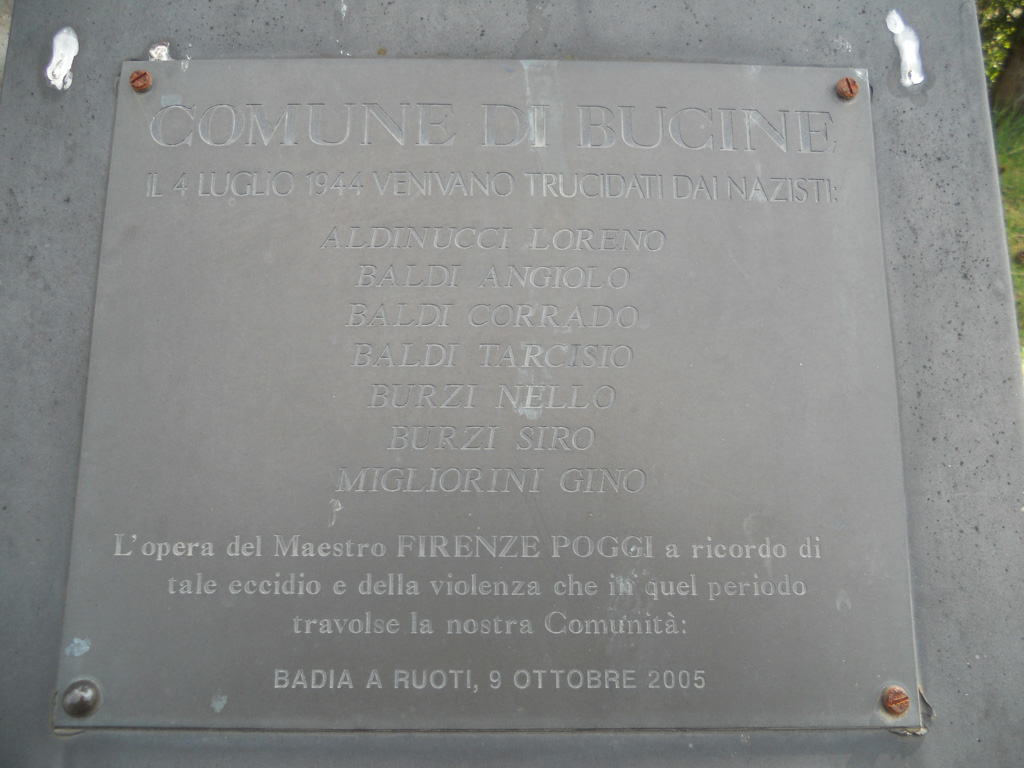 COMUNE DI BUCINE
IL 4 LUGLIO 1944 VENIVANO TRUCIDATI DAI NAZISTI:
ALDINUCCI LORENO
BALDI ANGIOLO
BALDI CORRADO
BALDI TARCISIO
BURZI NELLO
BURZI SIRO
MIGLIORINI GINO
L'opera del Maestro FIRENZE POGGI a ricordo di
tale eccidio e della violenza che in quel periodo
travolse la nostra Comunità:
BADIA A RUOTI, 9 OTTOBRE 2005